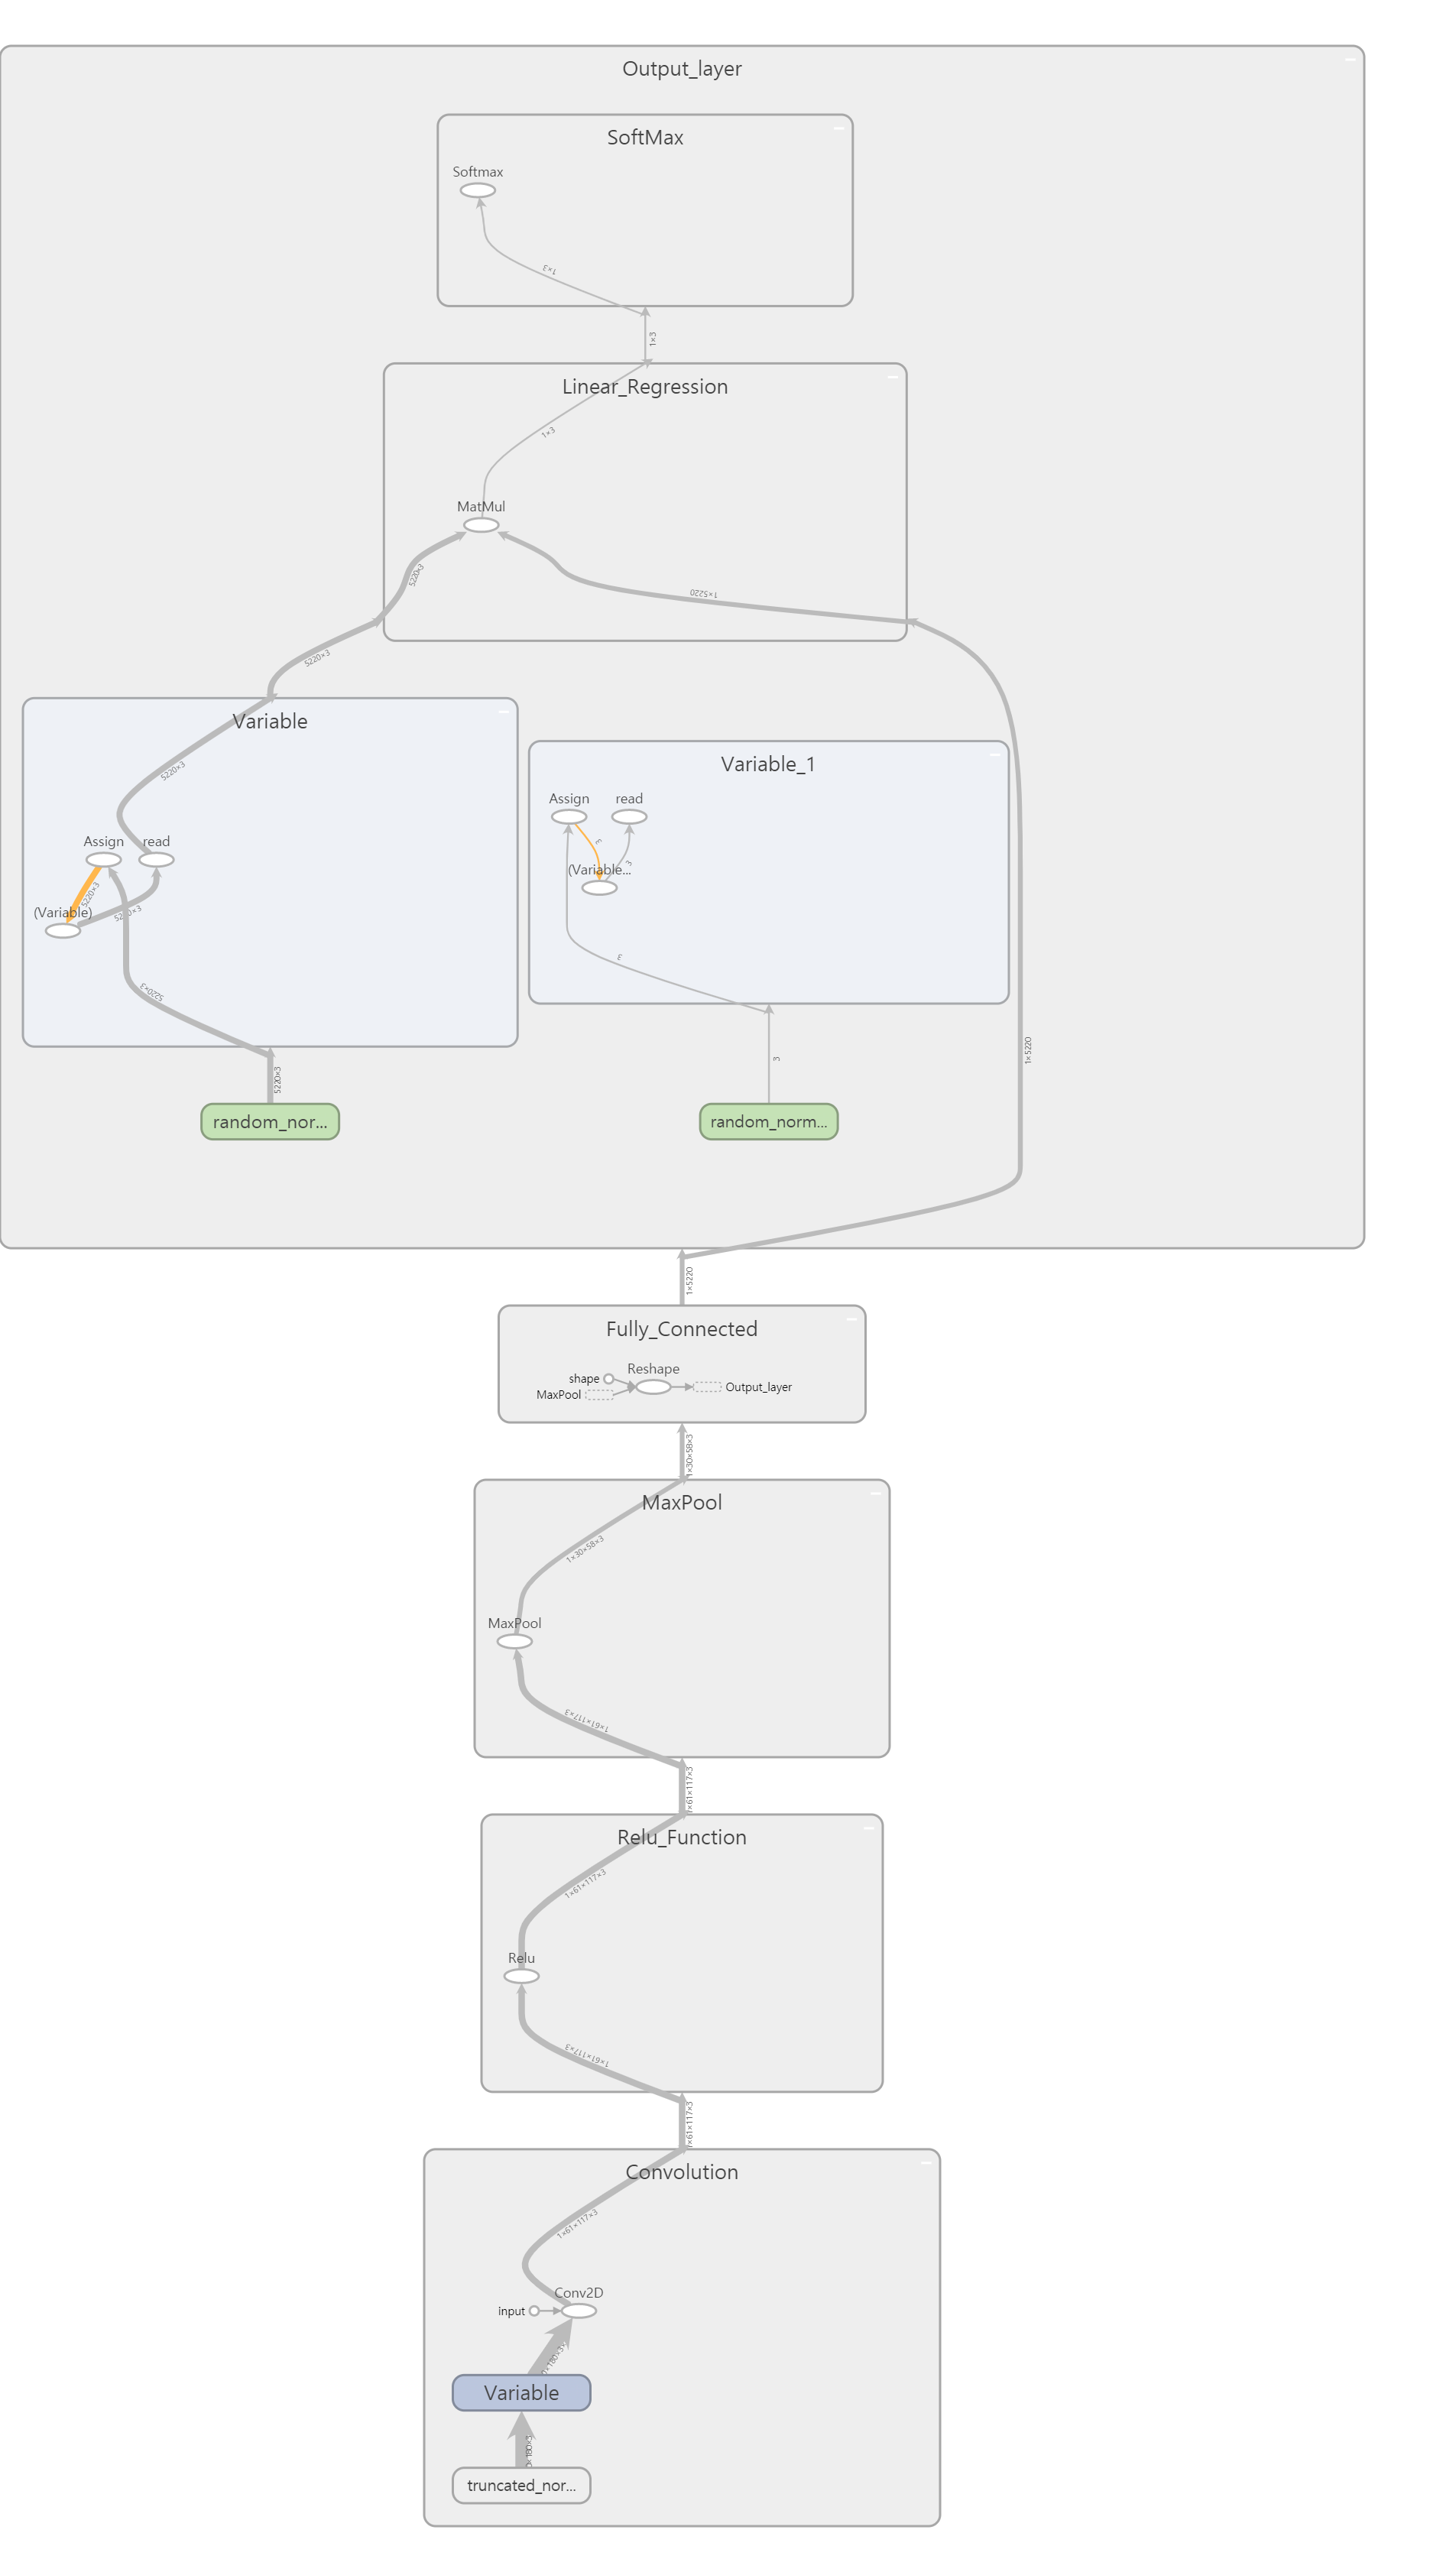 Output_layer
SoftMax
Softmax
1×3
1×3
Linear_Regression
1×3
MatMul
5220×3
1×5220
5220×3
Variable
5220×3
Assign
read
5220×3
(Variable)
5220×3
5220×3
Variable_1
Assign
read
3
(Variable...
3
3
5220×3
3
1×5220
random_nor...
random_norm...
1×5220
Fully_Connected
Reshape
shape
MaxPool
Output_layer
1×30×58×3
MaxPool
1×30×58×3
MaxPool
1×61×117×3
1×61×117×3
Relu_Function
1×61×117×3
Relu
1×61×117×3
1×61×117×3
Convolution
1×61×117×3
Conv2D
input
Variable
truncated_nor...